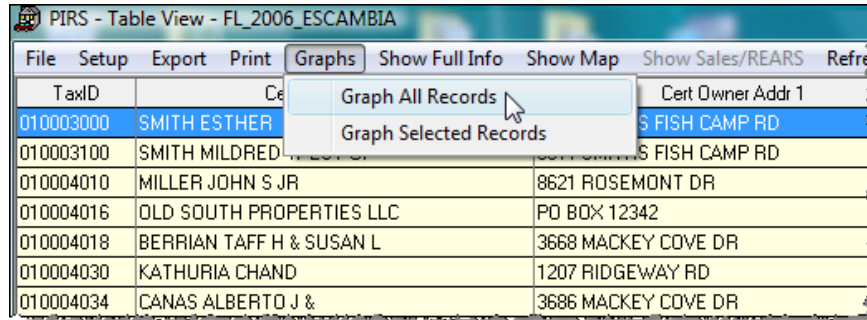 PIRS - Table View - FL_2006_ESCAMBIA
File Setup Export Print Graphs Show Full Info Show Map Show Sales/REARS
Graph All Records
Graph Selected Records
TaxID Cert Owner Addr 1
010003000 SMITH ESTHER FISH CAMP RD
010003100 SMITH MILDRED FISH CAMP RD
010004010 MILLER JOHN S JR 8621 ROSEMONT DR
010004016 OLD SOUTH PROPERTIES LLC PO BOX 12342
010004018 BERRIAN TAFF H & SUSAN L 3668 MACKEY COVE DR
010004030 KATHURIA CHAND 1207 RIDGEWAY RD
010004034 CANAS ALBERTO J & 3686 MACKEY COVE DR